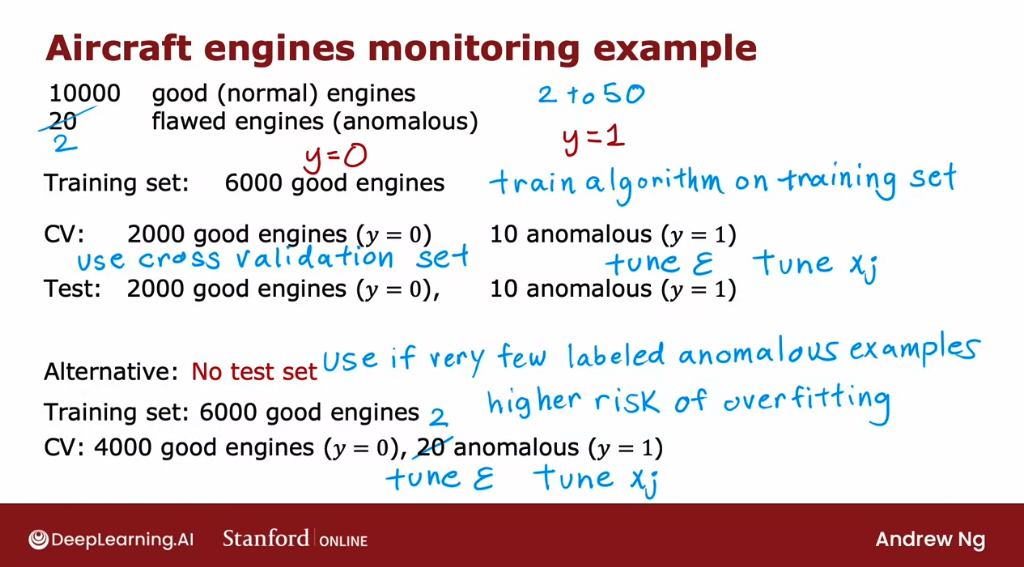 Aircraft engines monitoring example
10000 good (normal) engines 2 to 50
20 flawed engines (anomalous)
2 y=0 y=1
Training set: 6000 good engines train algorithm on training set
CV: 2000 good engines (y = 0) 10 anomalous (y = 1)
use cross validation set tune ε tune xj
Test: 2000 good engines (y = 0), 10 anomalous (y = 1)
Alternative: No test set use if very few labeled anomalous examples
Training set: 6000 good engines 2 higher risk of overfitting
CV: 4000 good engines (y = 0), 20 anomalous (y = 1)
tune ε tune xj
DeepLearning.AI Stanford ONLINE Andrew Ng